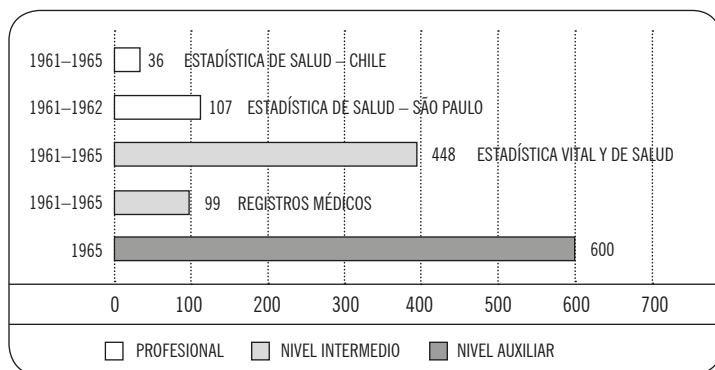 1961–1965 36 ESTADÍSTICA DE SALUD – CHILE
1961–1962 107 ESTADÍSTICA DE SALUD – SÃO PAULO
1961–1965 448 ESTADÍSTICA VITAL Y DE SALUD
1961–1965 99 REGISTROS MÉDICOS
1965 600
0 100 200 300 400 500 600 700
PROFESIONAL NIVEL INTERMEDIO NIVEL AUXILIAR